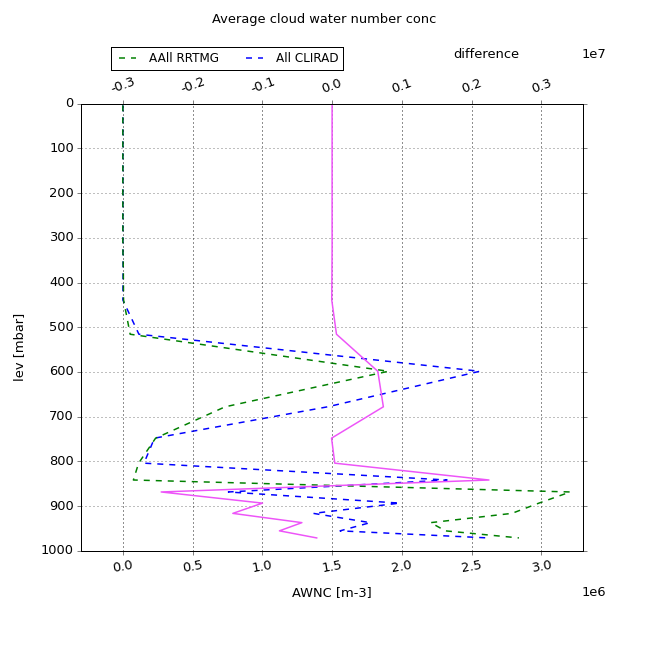 Average cloud water number conc
AAll RRTMG All CLIRAD
difference 1e7
-0.3 -0.2 -0.1 0.0 0.1 0.2 0.3
0
100
200
300
400
500
600
700
800
900
1000
lev [mbar]
0.0 0.5 1.0 1.5 2.0 2.5 3.0
AWNC [m-3] 1e6